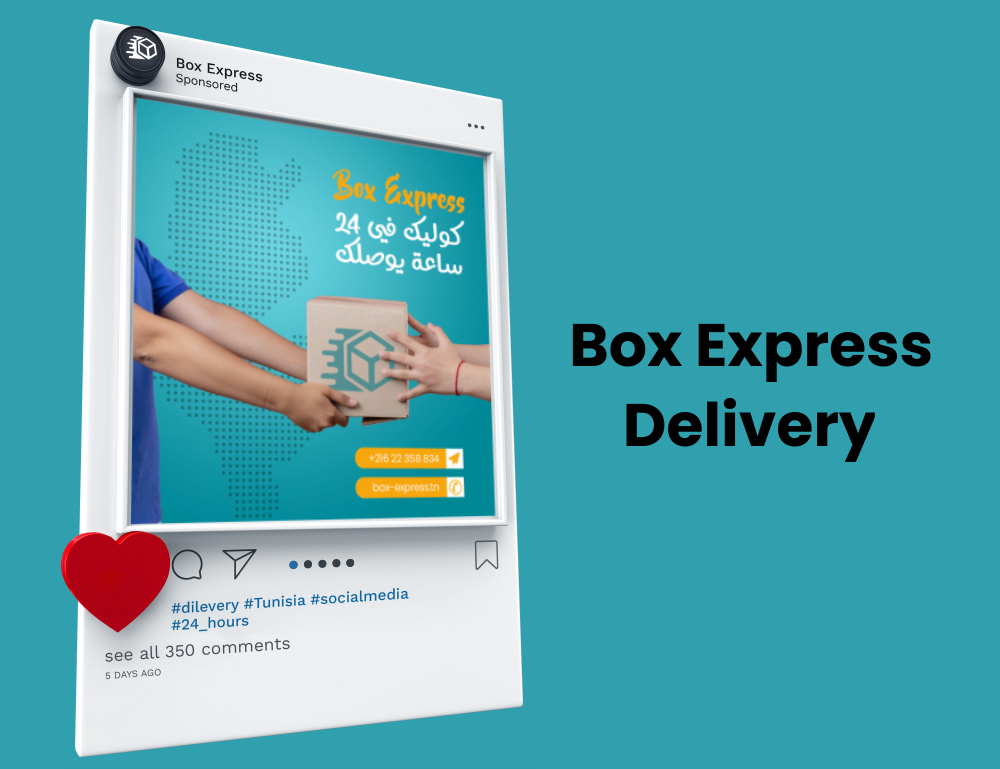 Box Express
Sponsored
Box Express
كوليك في 24
ساعة يوصلك
+216 22 358 834
box-express.tn
#dilevery #Tunisia #socialmedia
#24_hours
see all 350 comments
5 DAYS AGO
Box Express
Delivery